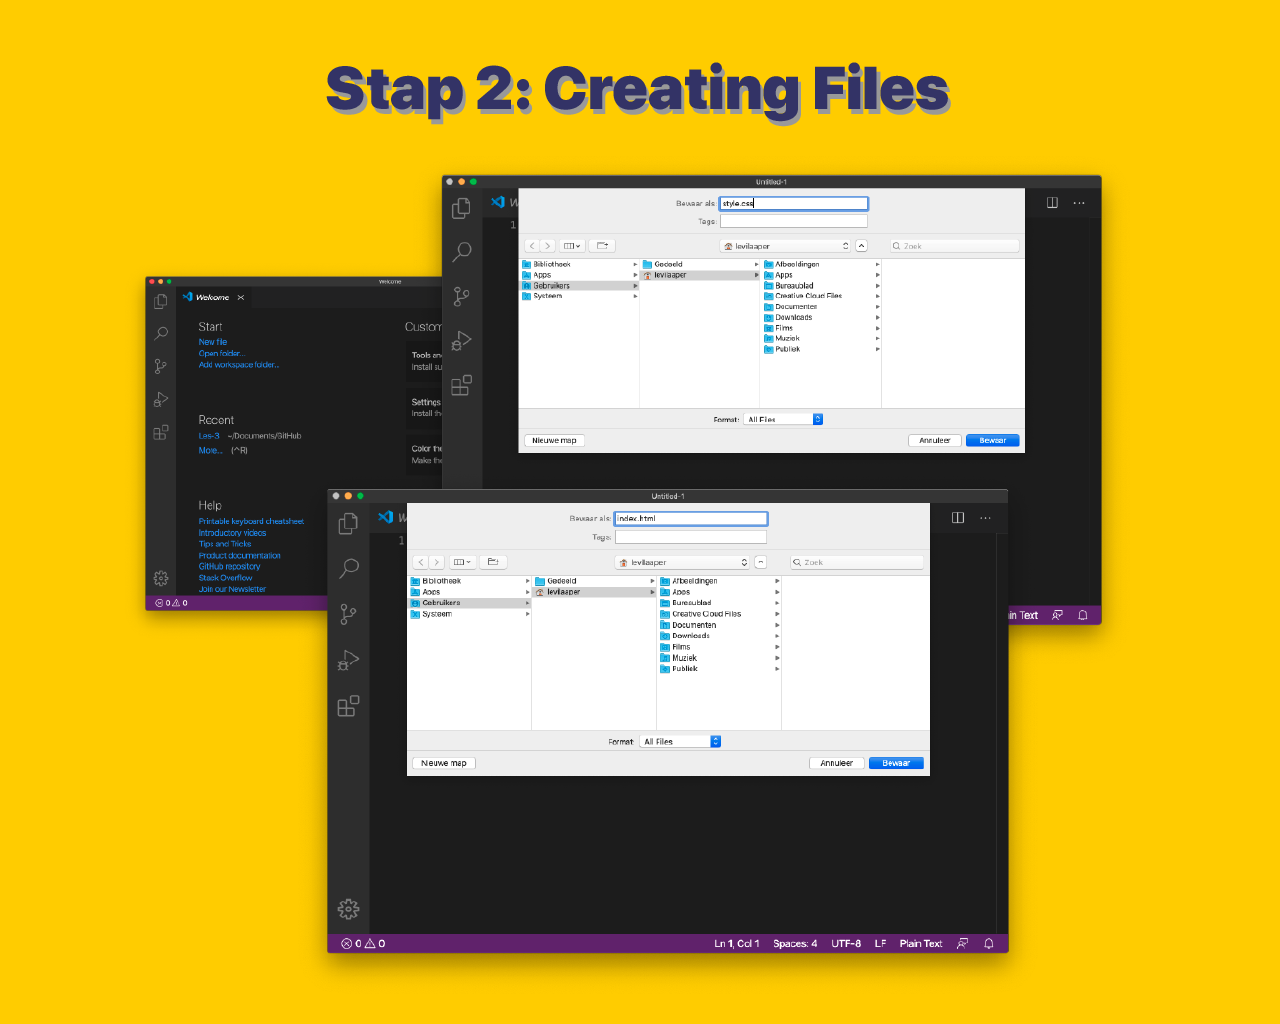 Stap 2: Creating Files
Untitled-1
Bewaar als: style.css
Tags:
levilaaper
Zoek
Bibliotheek
Apps
Gebruikers
Systeem
Gedeeld
levilaaper
Afbeeldingen
Apps
Bureaublad
Creative Cloud Files
Documenten
Downloads
Films
Muziek
Publiek
Format: All Files
Nieuwe map
Annuleer
Bewaar
1
Welcome
Welcome
Start
New file
Open folder...
Add workspace folder...
Recent
Les-3 ~/Documents/GitHub
More... (^R)
Help
Printable keyboard cheatsheet
Introductory videos
Tips and Tricks
Product documentation
GitHub repository
Stack Overflow
Join our Newsletter
Custom
Tools and
Install su
Settings
Install the
Color the
Make the
0 0
in Text
Untitled-1
Bewaar als: index.html
Tags:
levilaaper
Zoek
Bibliotheek
Apps
Gebruikers
Systeem
Gedeeld
levilaaper
Afbeeldingen
Apps
Bureaublad
Creative Cloud Files
Documenten
Downloads
Films
Muziek
Publiek
Format: All Files
Nieuwe map
Annuleer
Bewaar
1
0 0
Ln 1, Col 1 Spaces: 4 UTF-8 LF Plain Text